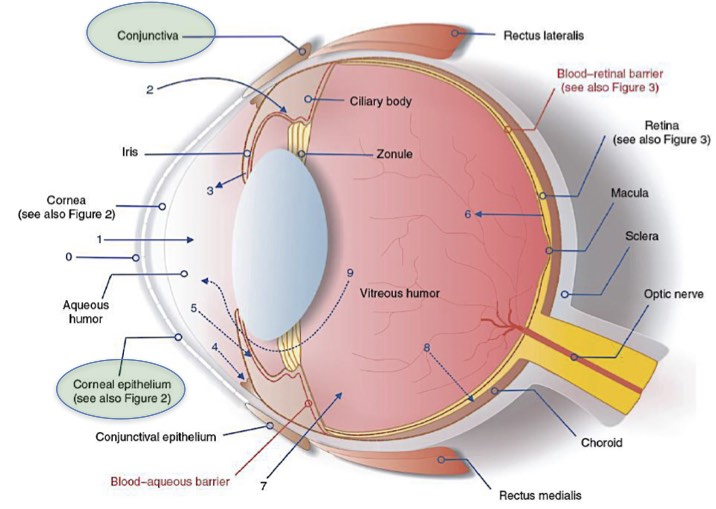 Conjunctiva
Rectus lateralis
Blood–retinal barrier
(see also Figure 3)
2
Ciliary body
Retina
(see also Figure 3)
Iris
Zonule
3
Macula
Cornea
(see also Figure 2)
6
1
Sclera
0
9
Aqueous
humor
Vitreous humor
Optic nerve
5
4
8
Corneal epithelium
(see also Figure 2)
Conjunctival epithelium
Choroid
Blood–aqueous barrier
7
Rectus medialis